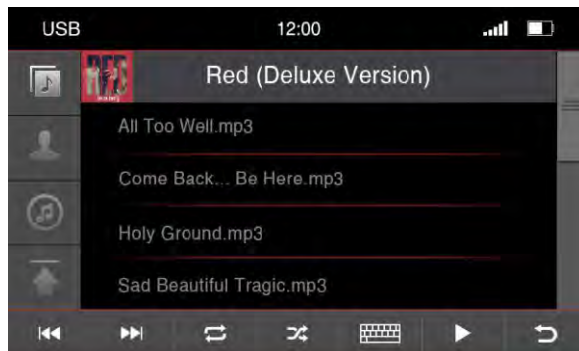 USB 12:00
Red (Deluxe Version)
All Too Well.mp3
Come Back... Be Here.mp3
Holy Ground.mp3
Sad Beautiful Tragic.mp3